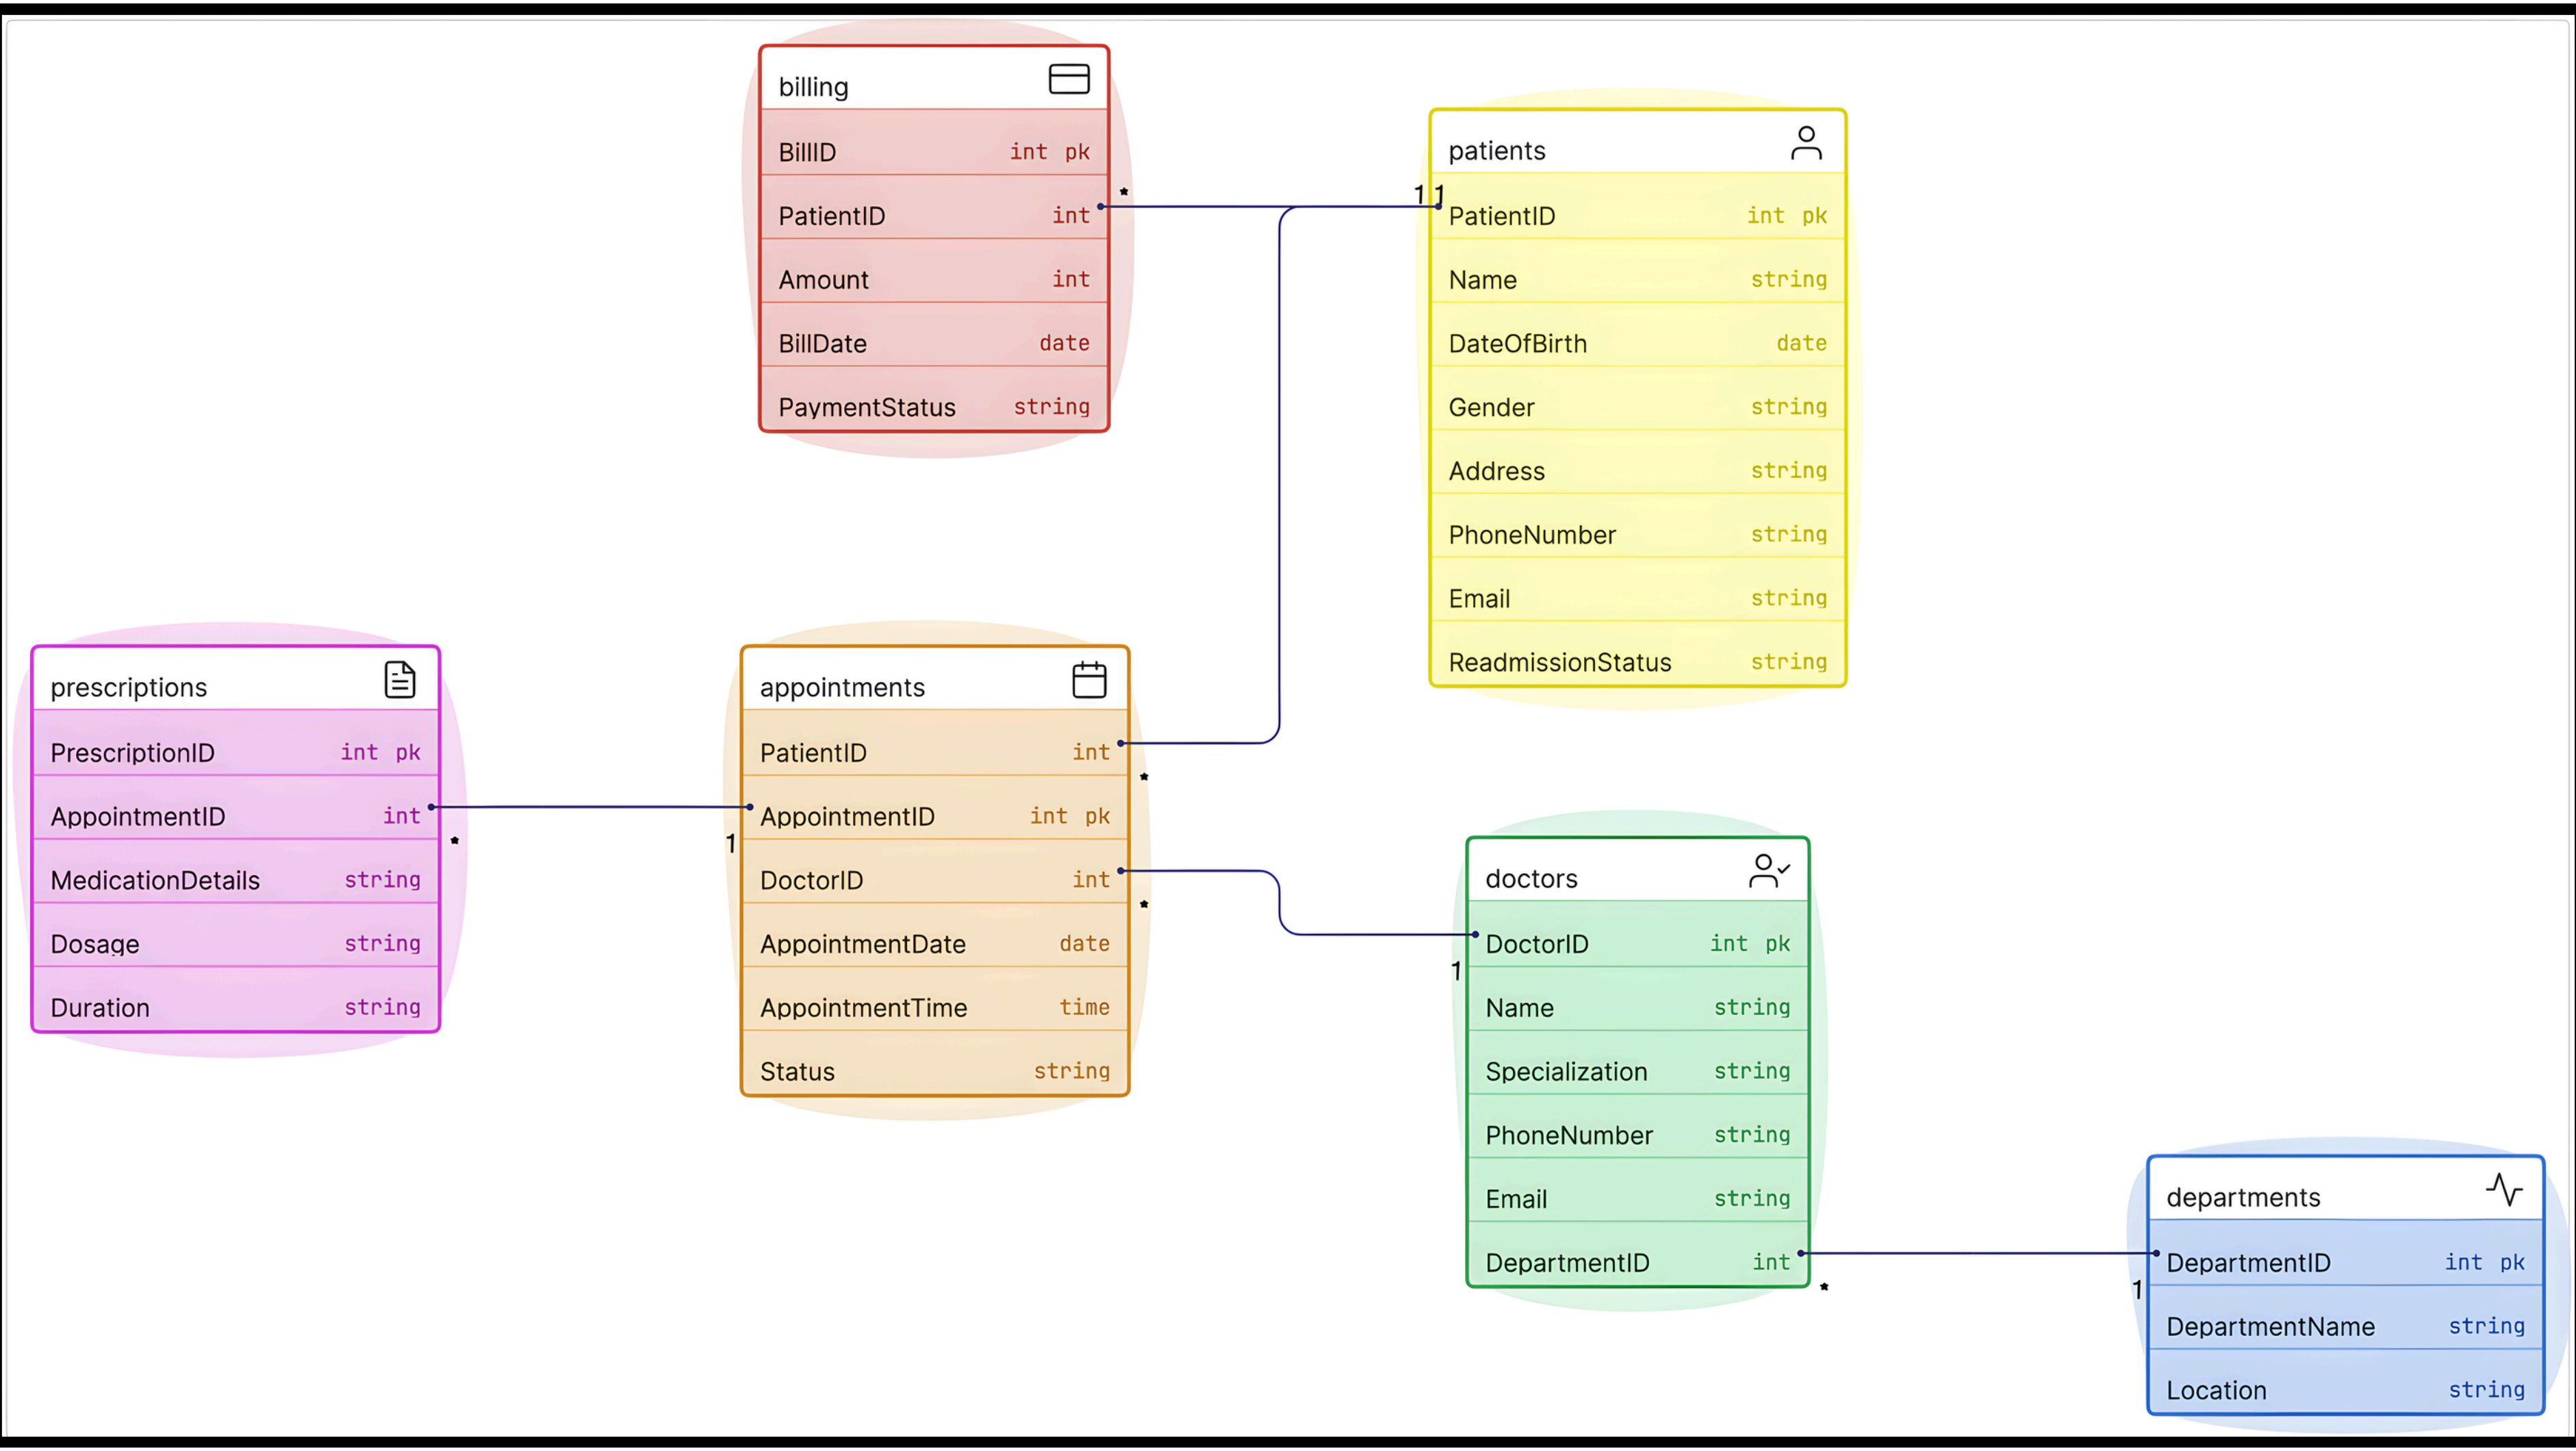 billing
BillID int pk
PatientID int
Amount int
BillDate date
PaymentStatus string
*
1 1
patients
PatientID int pk
Name string
DateOfBirth date
Gender string
Address string
PhoneNumber string
Email string
ReadmissionStatus string
prescriptions
PrescriptionID int pk
AppointmentID int
MedicationDetails string
Dosage string
Duration string
*
1
appointments
PatientID int
AppointmentID int pk
DoctorID int
AppointmentDate date
AppointmentTime time
Status string
*
*
1
doctors
DoctorID int pk
Name string
Specialization string
PhoneNumber string
Email string
DepartmentID int
*
1
departments
DepartmentID int pk
DepartmentName string
Location string